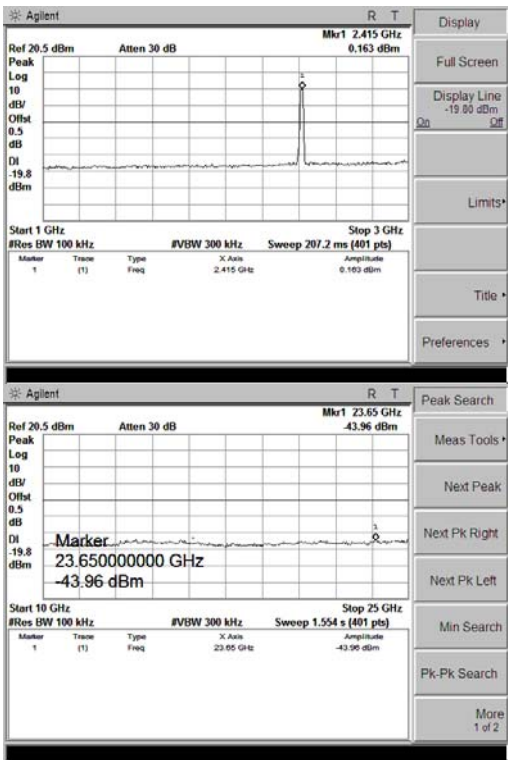 Agilent
R T
Mkr1 2.415 GHz
Ref 20.5 dBm Atten 30 dB 0.163 dBm
Peak
Log
10
dB/
Offst
0.5
dB
DI
-19.8
dBm
1
Start 1 GHz Stop 3 GHz
#Res BW 100 kHz #VBW 300 kHz Sweep 207.2 ms (401 pts)
Marker Trace Type X Axis Amplitude
1 (1) Freq 2.415 GHz 0.163 dBm
Display
Full Screen
Display Line
-19.80 dBm
On Off
Limits
Title
Preferences
Agilent
R T
Mkr1 23.65 GHz
Ref 20.5 dBm Atten 30 dB -43.96 dBm
Peak
Log
10
dB/
Offst
0.5
dB
DI
-19.8
dBm
1
Marker
23.650000000 GHz
-43.96 dBm
Start 10 GHz Stop 25 GHz
#Res BW 100 kHz #VBW 300 kHz Sweep 1.554 s (401 pts)
Marker Trace Type X Axis Amplitude
1 (1) Freq 23.65 GHz -43.96 dBm
Peak Search
Meas Tools
Next Peak
Next Pk Right
Next Pk Left
Min Search
Pk-Pk Search
More
1 of 2